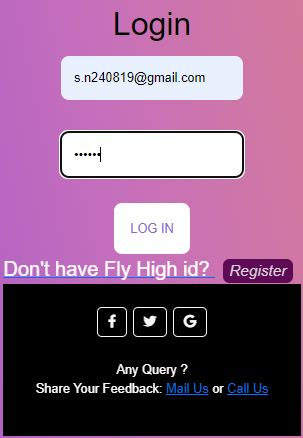 Login
s.n240819@gmail.com
••••••
LOG IN
Don't have Fly High id? Register
Any Query ?
Share Your Feedback: Mail Us or Call Us